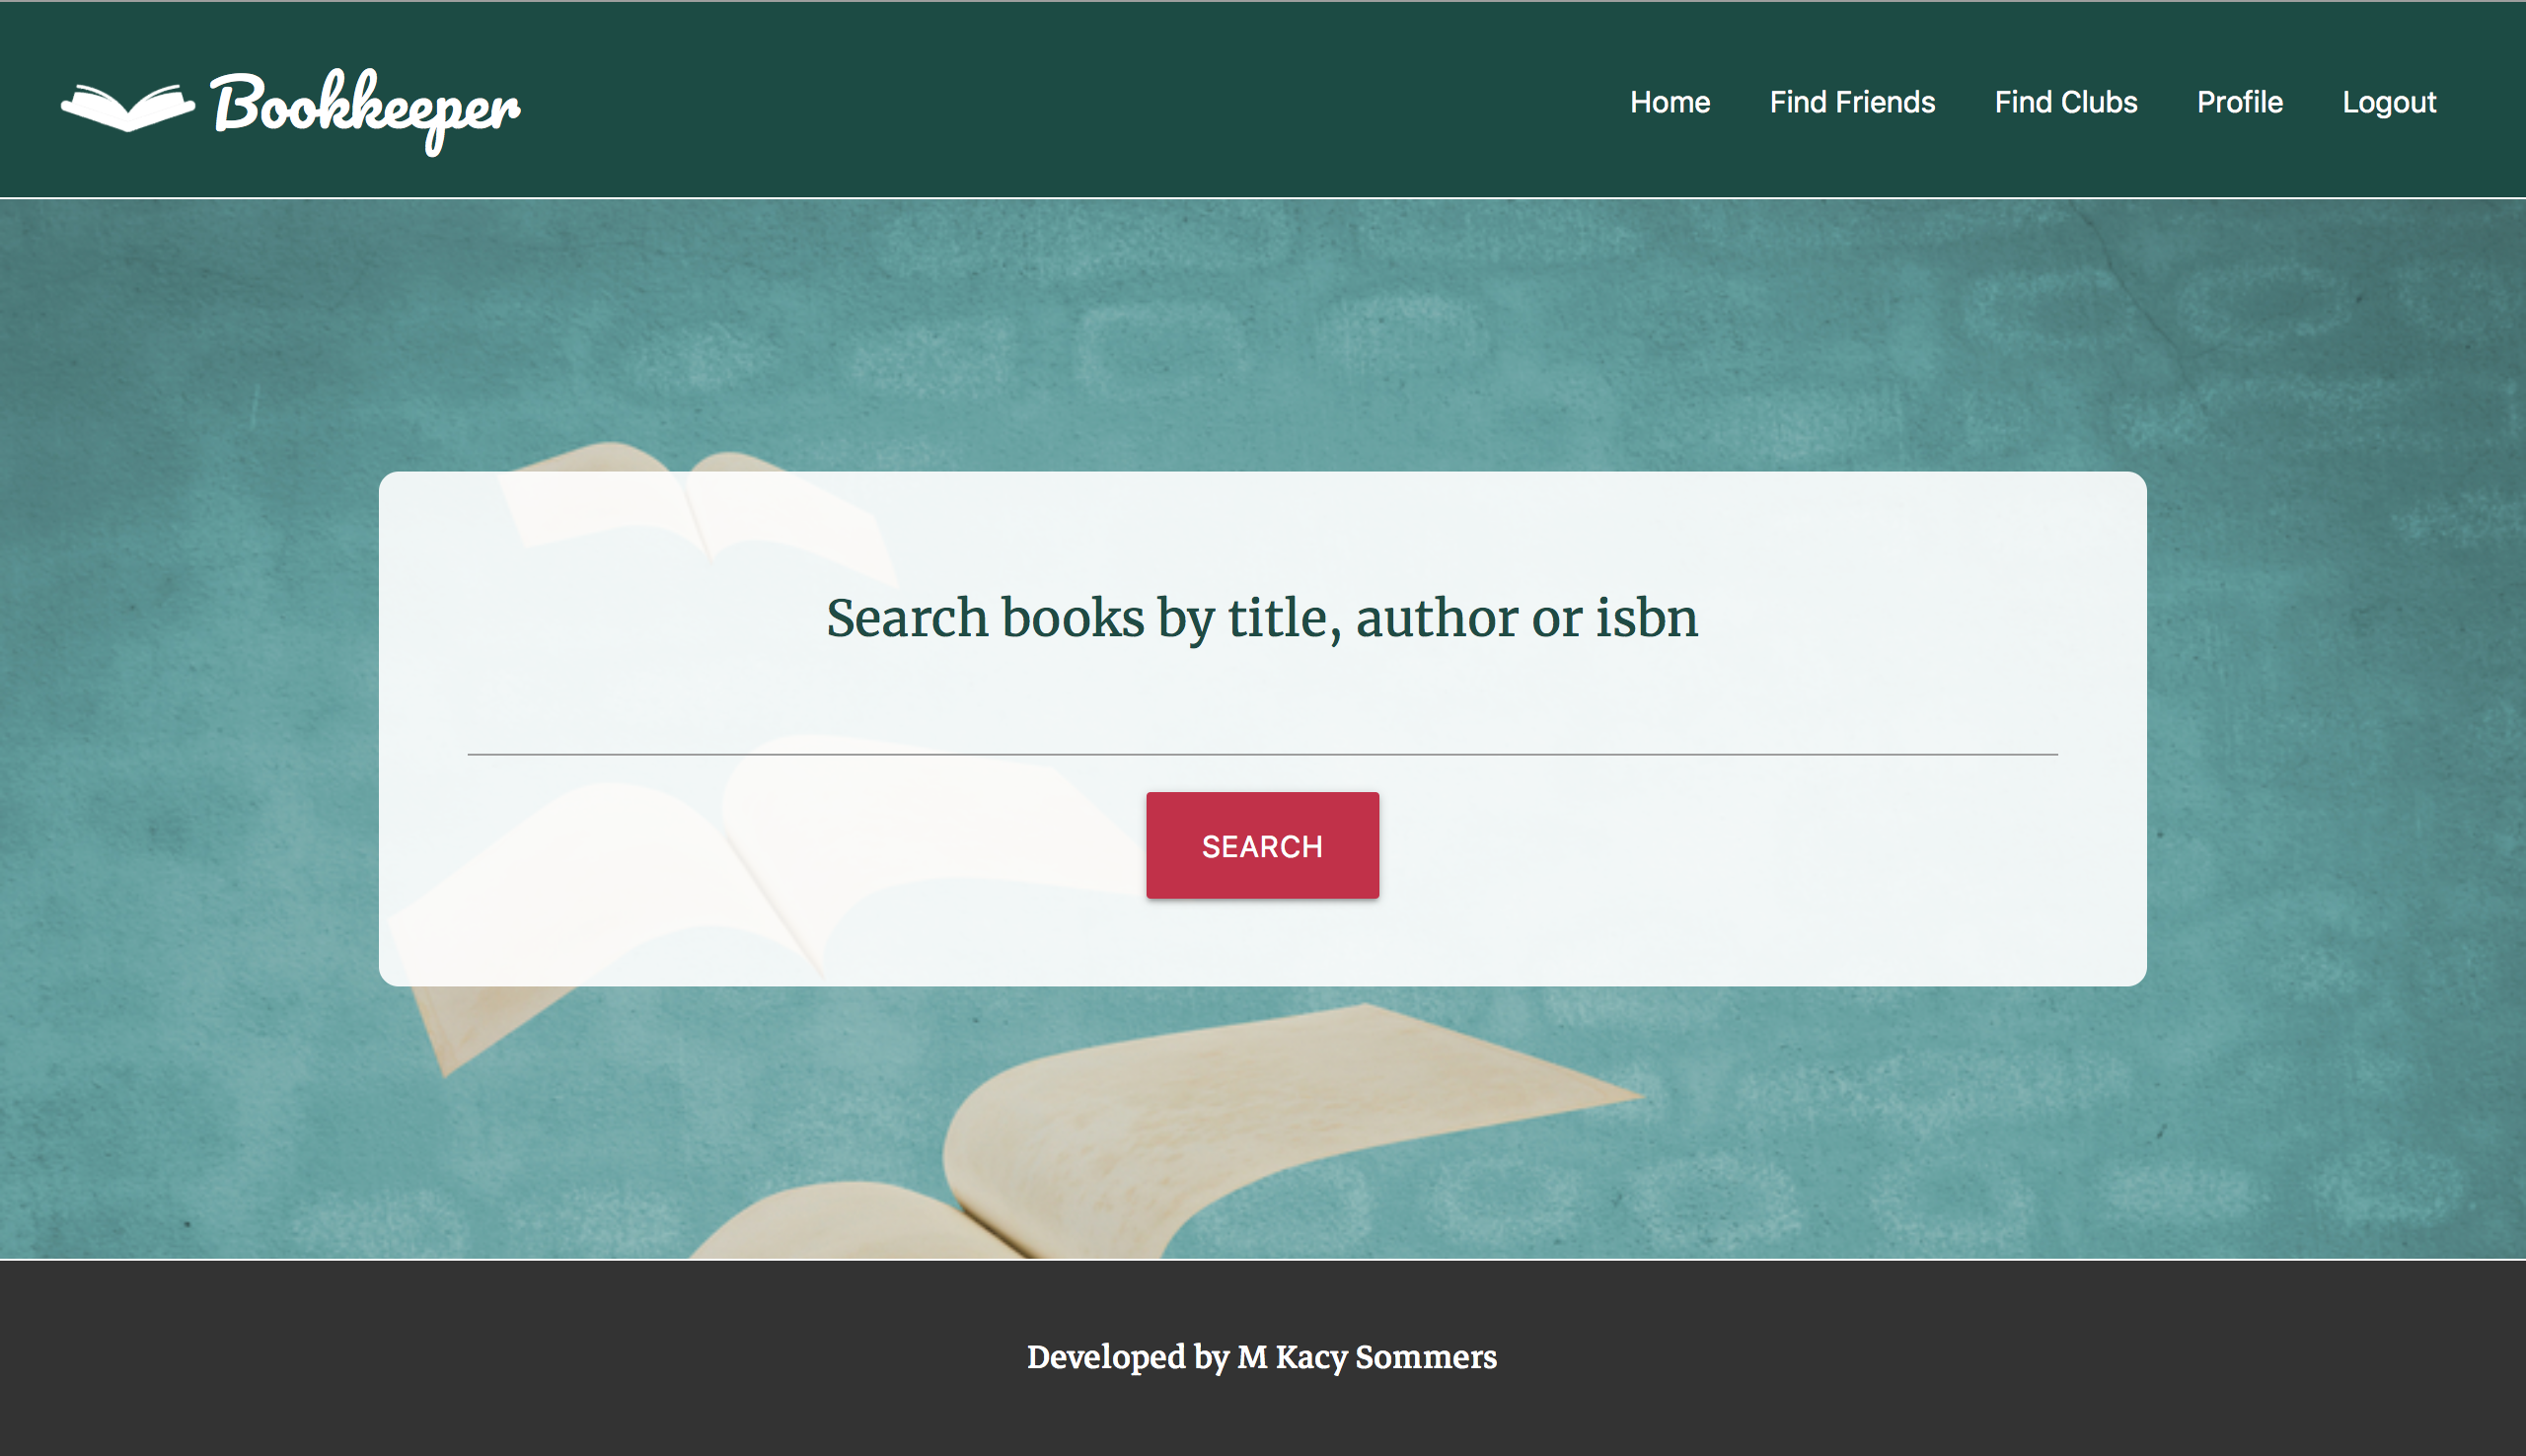 Bookkeeper
Home Find Friends Find Clubs Profile Logout
Search books by title, author or isbn
SEARCH
Developed by M Kacy Sommers